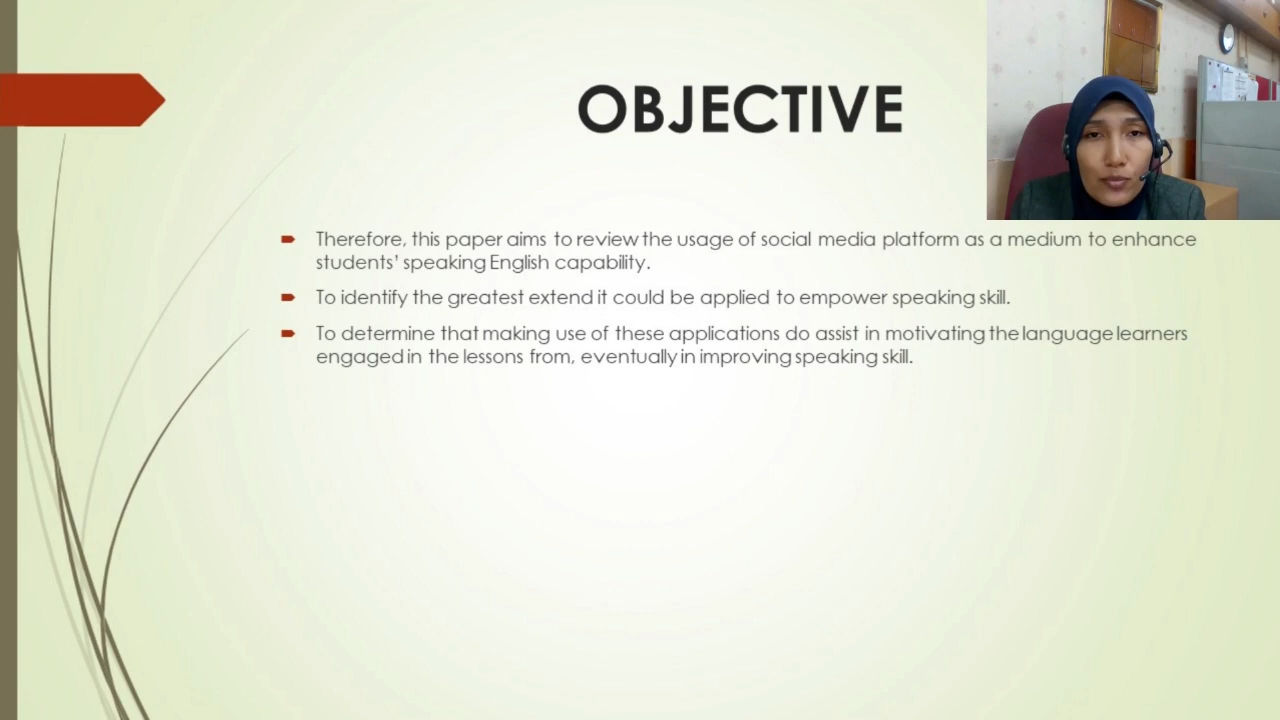 OBJECTIVE
Therefore, this paper aims to review the usage of social media platform as a medium to enhance
students' speaking English capability.
To identify the greatest extend it could be applied to empower speaking skill.
To determine that making use of these applications do assist in motivating the language learners
engaged in the lessons from, eventually in improving speaking skill.